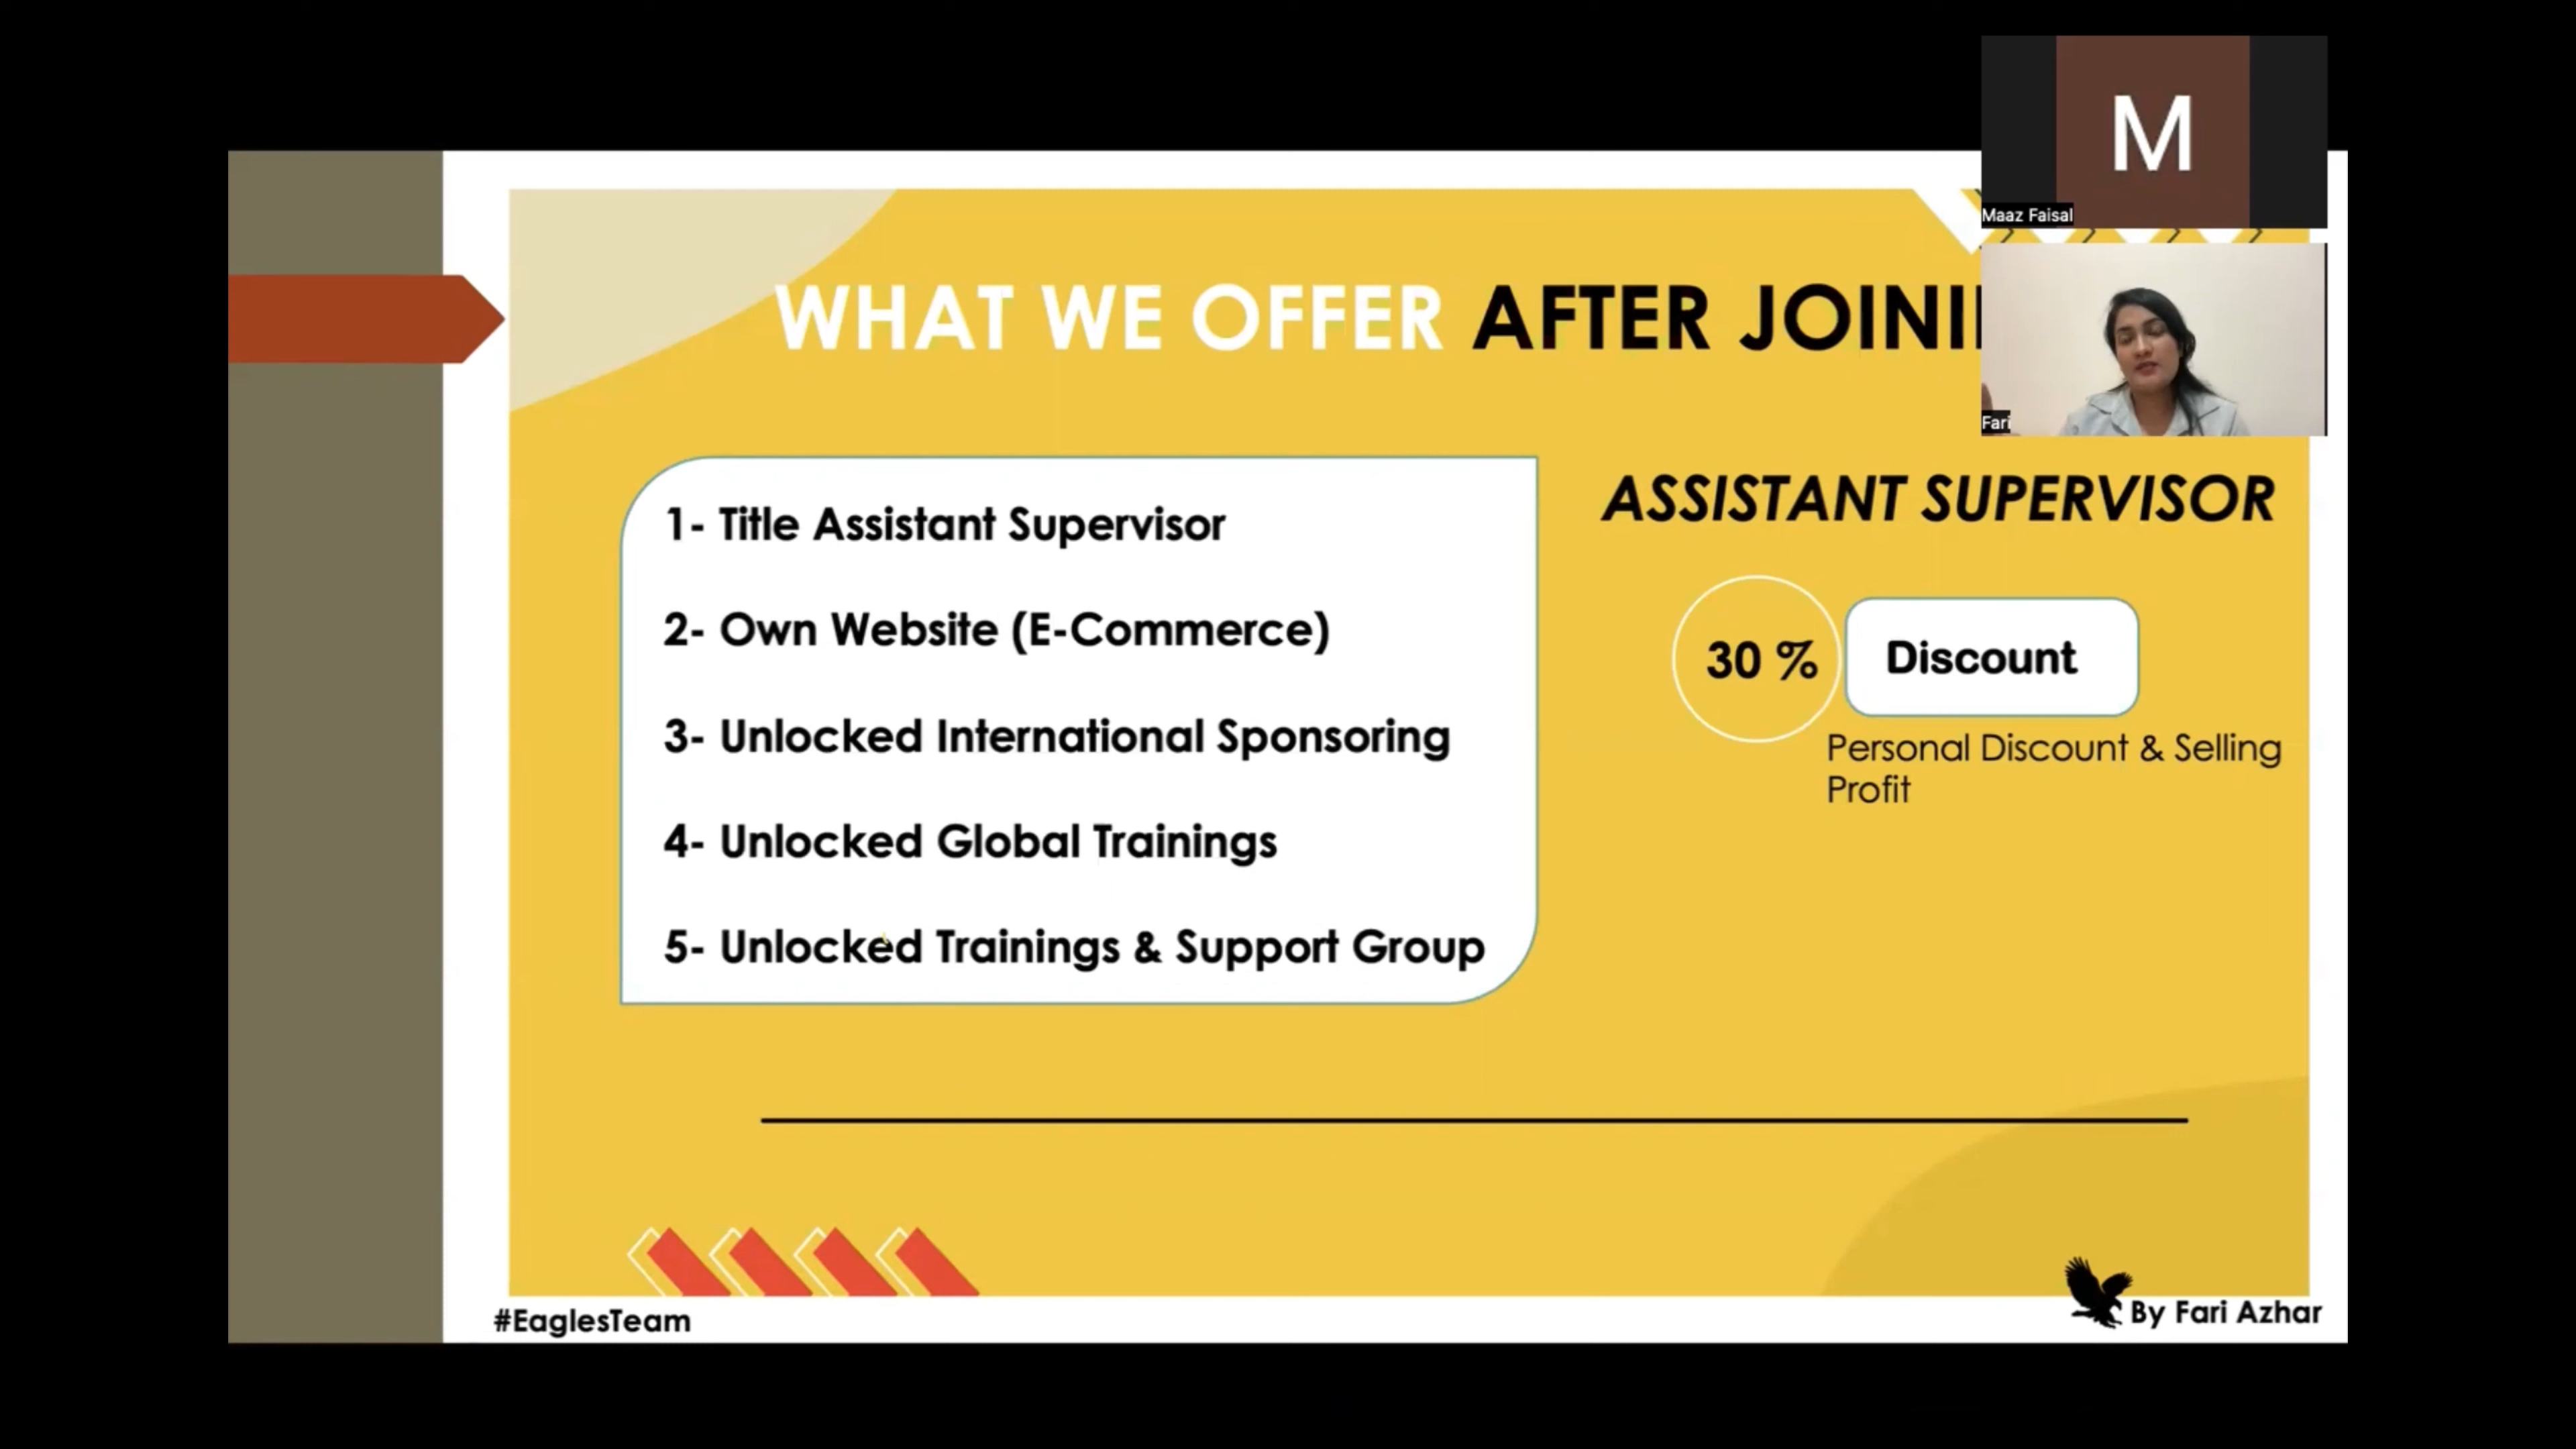 M
Maaz Faisal
WHAT WE OFFER AFTER
Fari
1- Title Assistant Supervisor
2- Own Website (E-Commerce)
3- Unlocked International Sponsoring
4- Unlocked Global Trainings
5- Unlocked Trainings & Support Group
ASSISTANT SUPERVISOR
30 %
Discount
Personal Discount & Selling
Profit
#EaglesTeam
By Fari Azhar